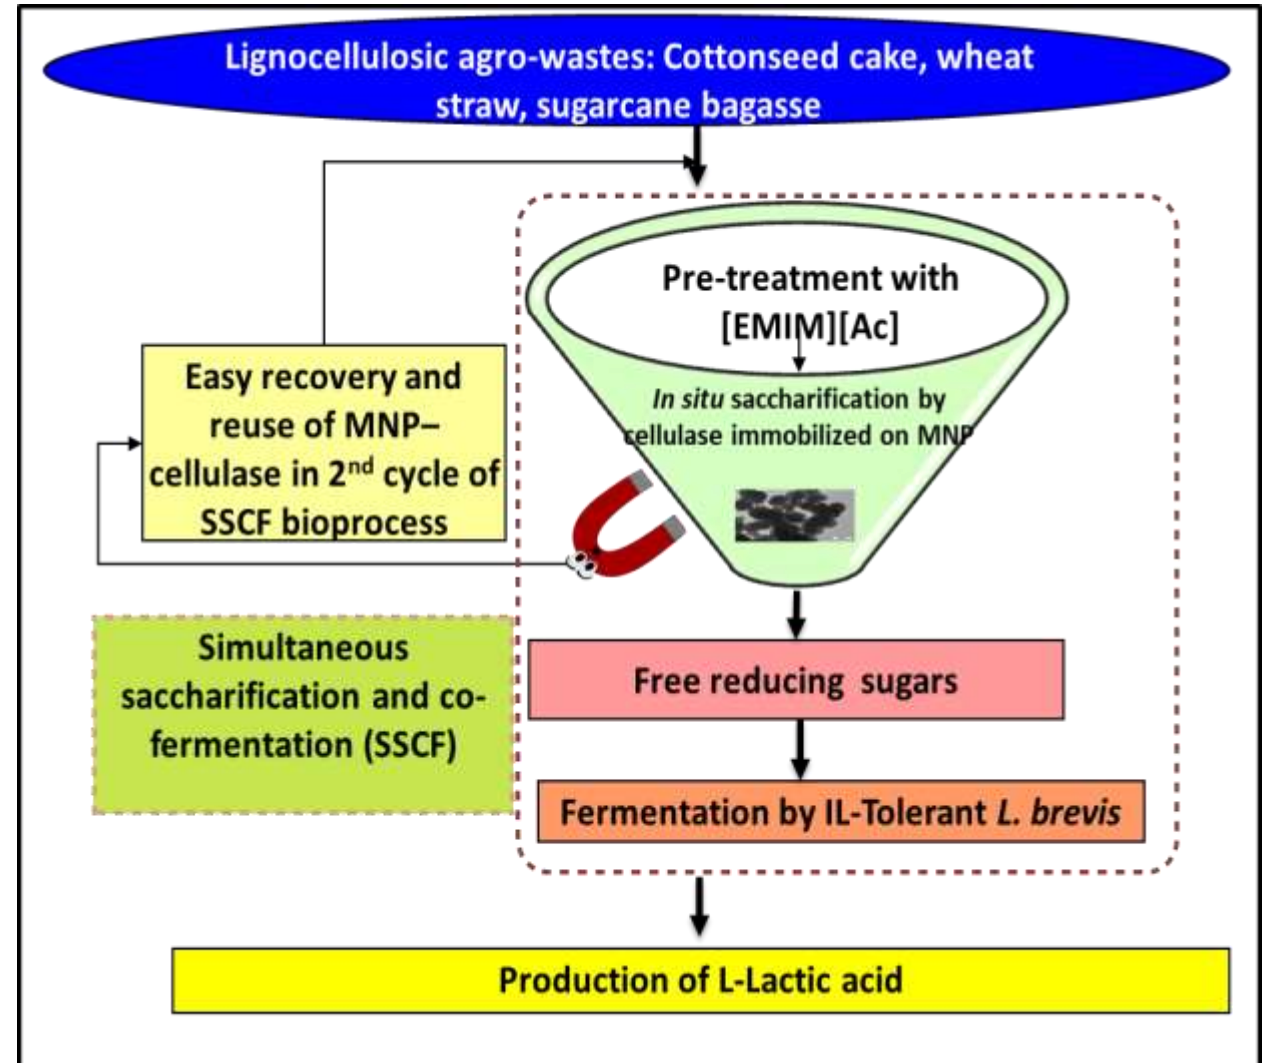 Lignocellulosic agro-wastes: Cottonseed cake, wheat
straw, sugarcane bagasse
Pre-treatment with
[EMIM][Ac]
In situ saccharification by
cellulase immobilized on MNP
Easy recovery and
reuse of MNP–
cellulase in 2nd cycle of
SSCF bioprocess
Simultaneous
saccharification and co-
fermentation (SSCF)
Free reducing sugars
Fermentation by IL-Tolerant L. brevis
Production of L-Lactic acid